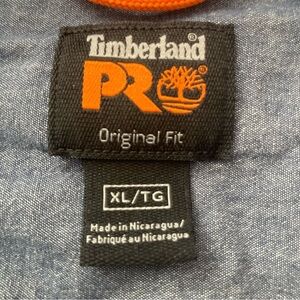 Timberland®
PRO®
Original Fit
XL/TG
Made in Nicaragua/
Fabriqué au Nicaragua